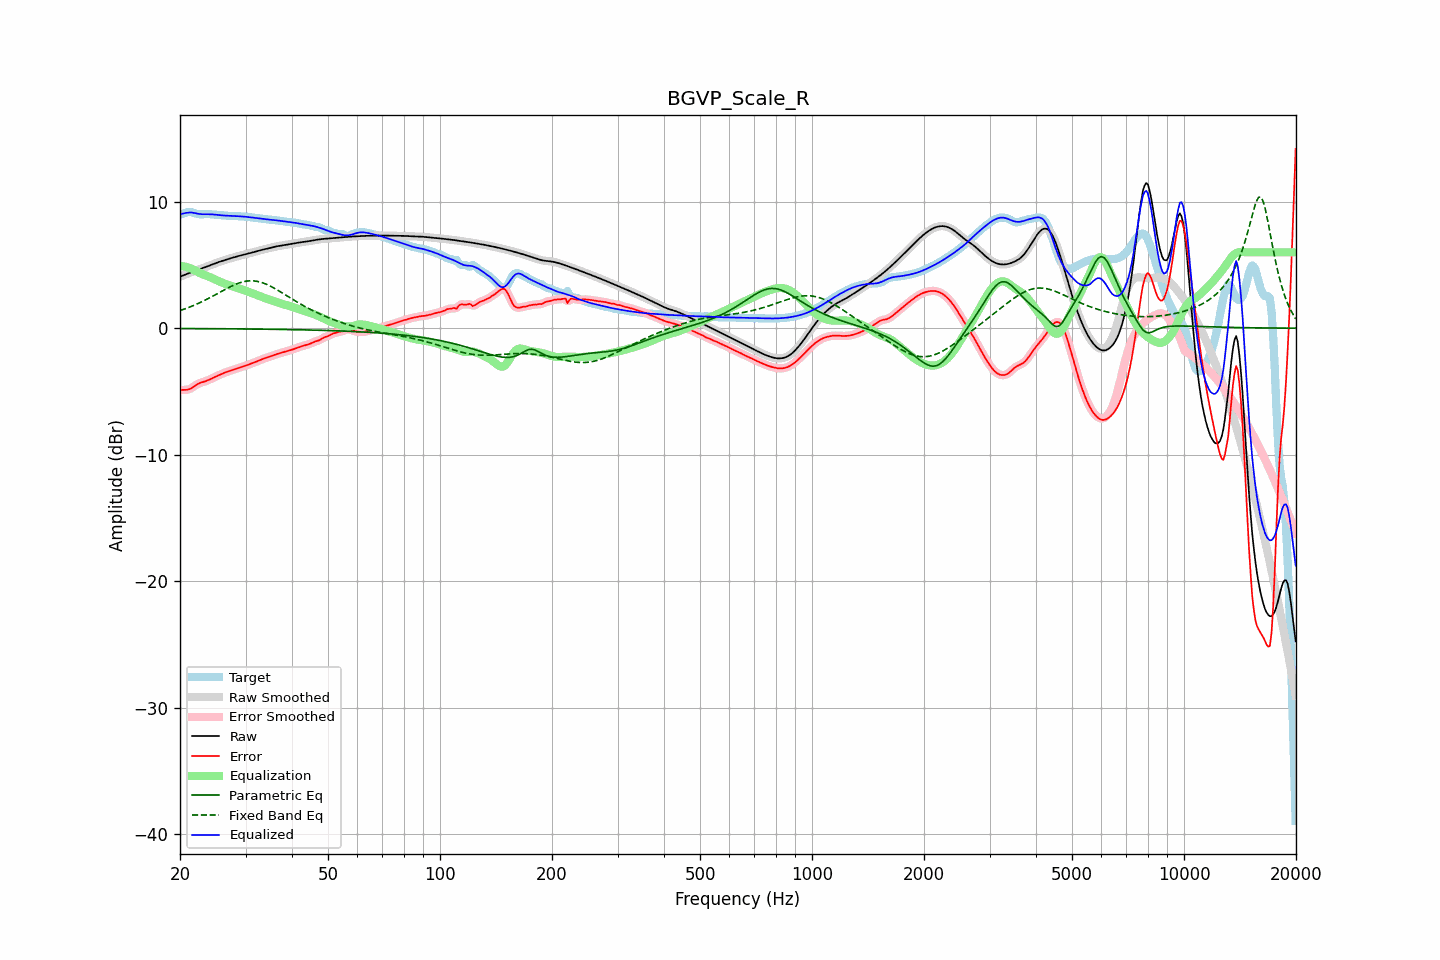 BGVP_Scale_R
Amplitude (dBr)
10
0
−10
−20
−30
−40
Target
Raw Smoothed
Error Smoothed
Raw
Error
Equalization
Parametric Eq
Fixed Band Eq
Equalized
20 50 100 200 500 1000 2000 5000 10000 20000
Frequency (Hz)